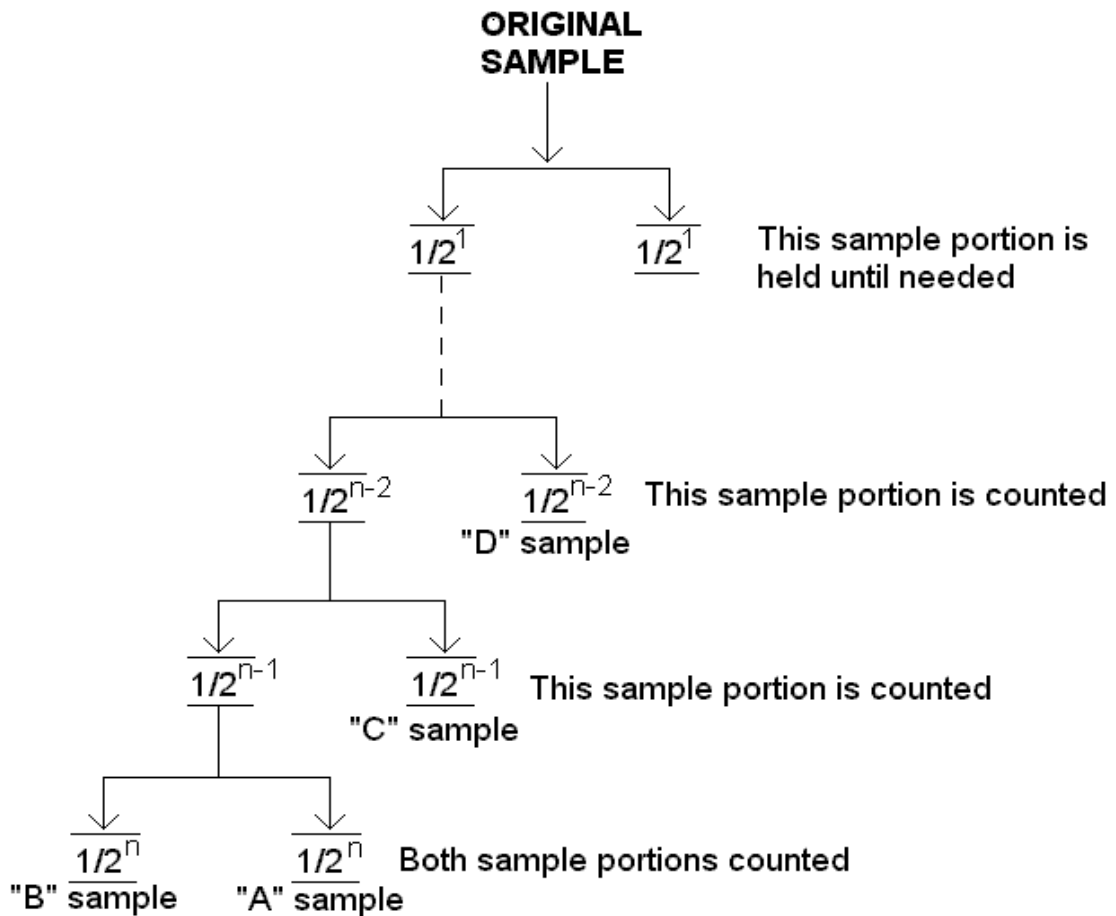 ORIGINAL
SAMPLE
1/2^1
1/2^1
This sample portion is
held until needed
1/2^n-2
1/2^n-2
This sample portion is counted
"D" sample
1/2^n-1
1/2^n-1
This sample portion is counted
"C" sample
1/2^n
1/2^n
Both sample portions counted
"B" sample
"A" sample